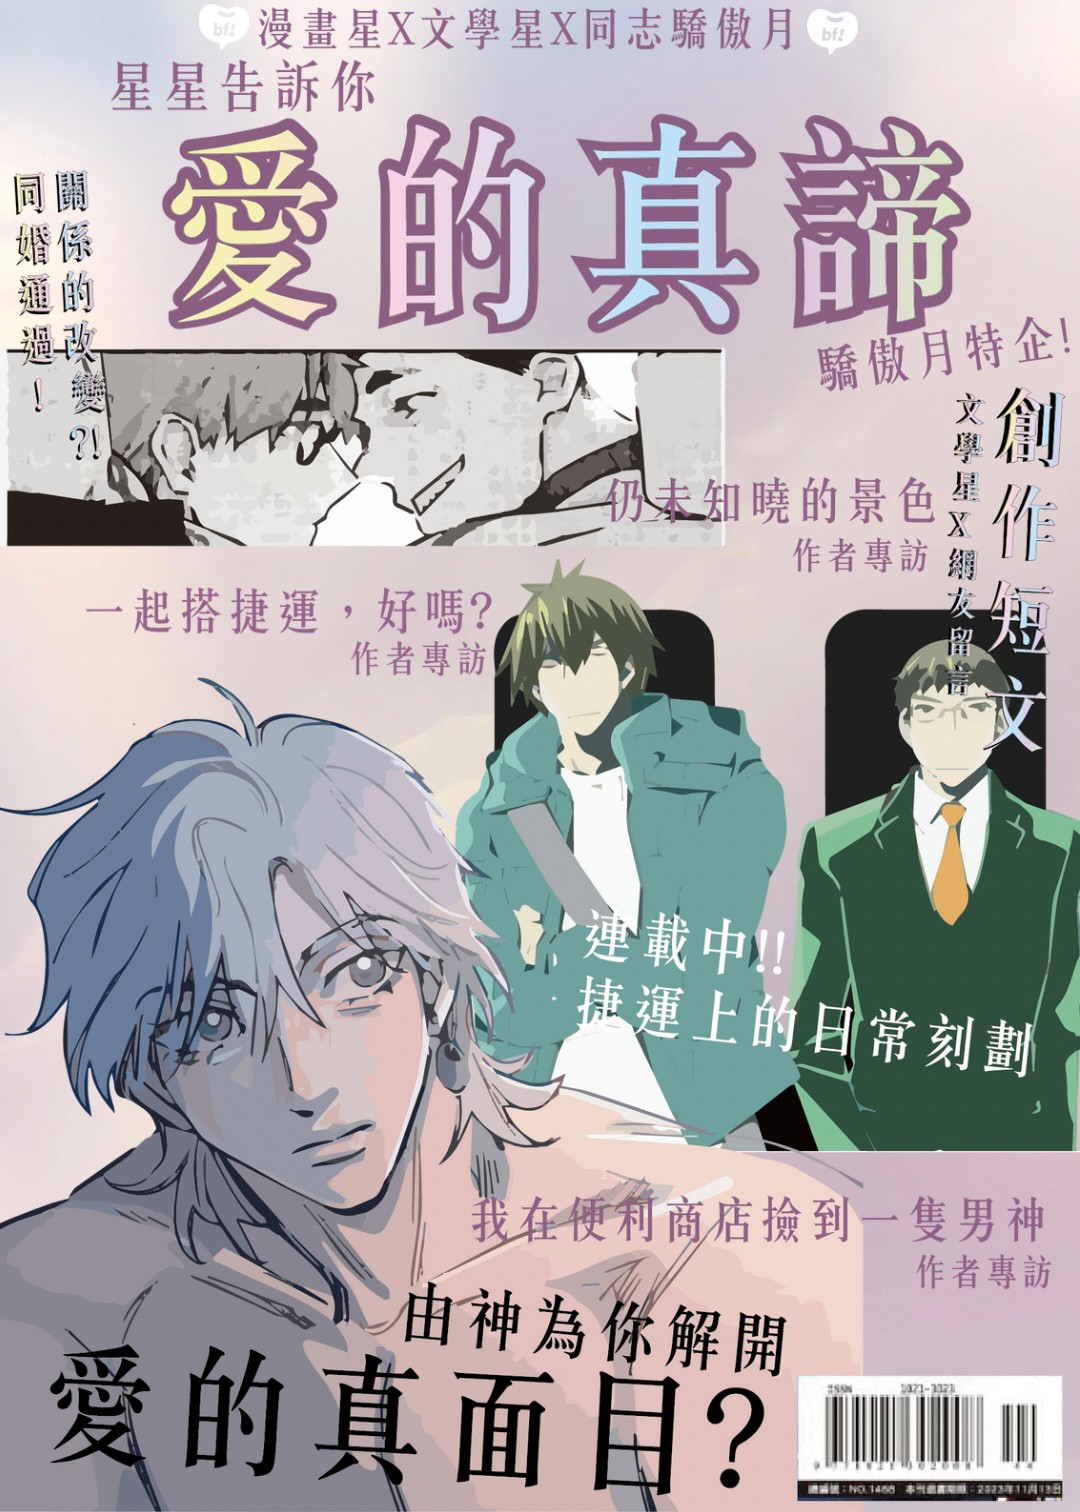 bf! 漫畫星X文學星X同志驕傲月 bf!
星星告訴你
愛的真諦
關係的改變?!
同婚通過!
驕傲月特企!
創作短文
文學星X網友留言
仍未知曉的景色
作者專訪
一起搭捷運,好嗎?
作者專訪
連載中!!
捷運上的日常刻劃
我在便利商店撿到一隻男神
作者專訪
由神為你解開
愛的真面目?
ISSN 1021-1021